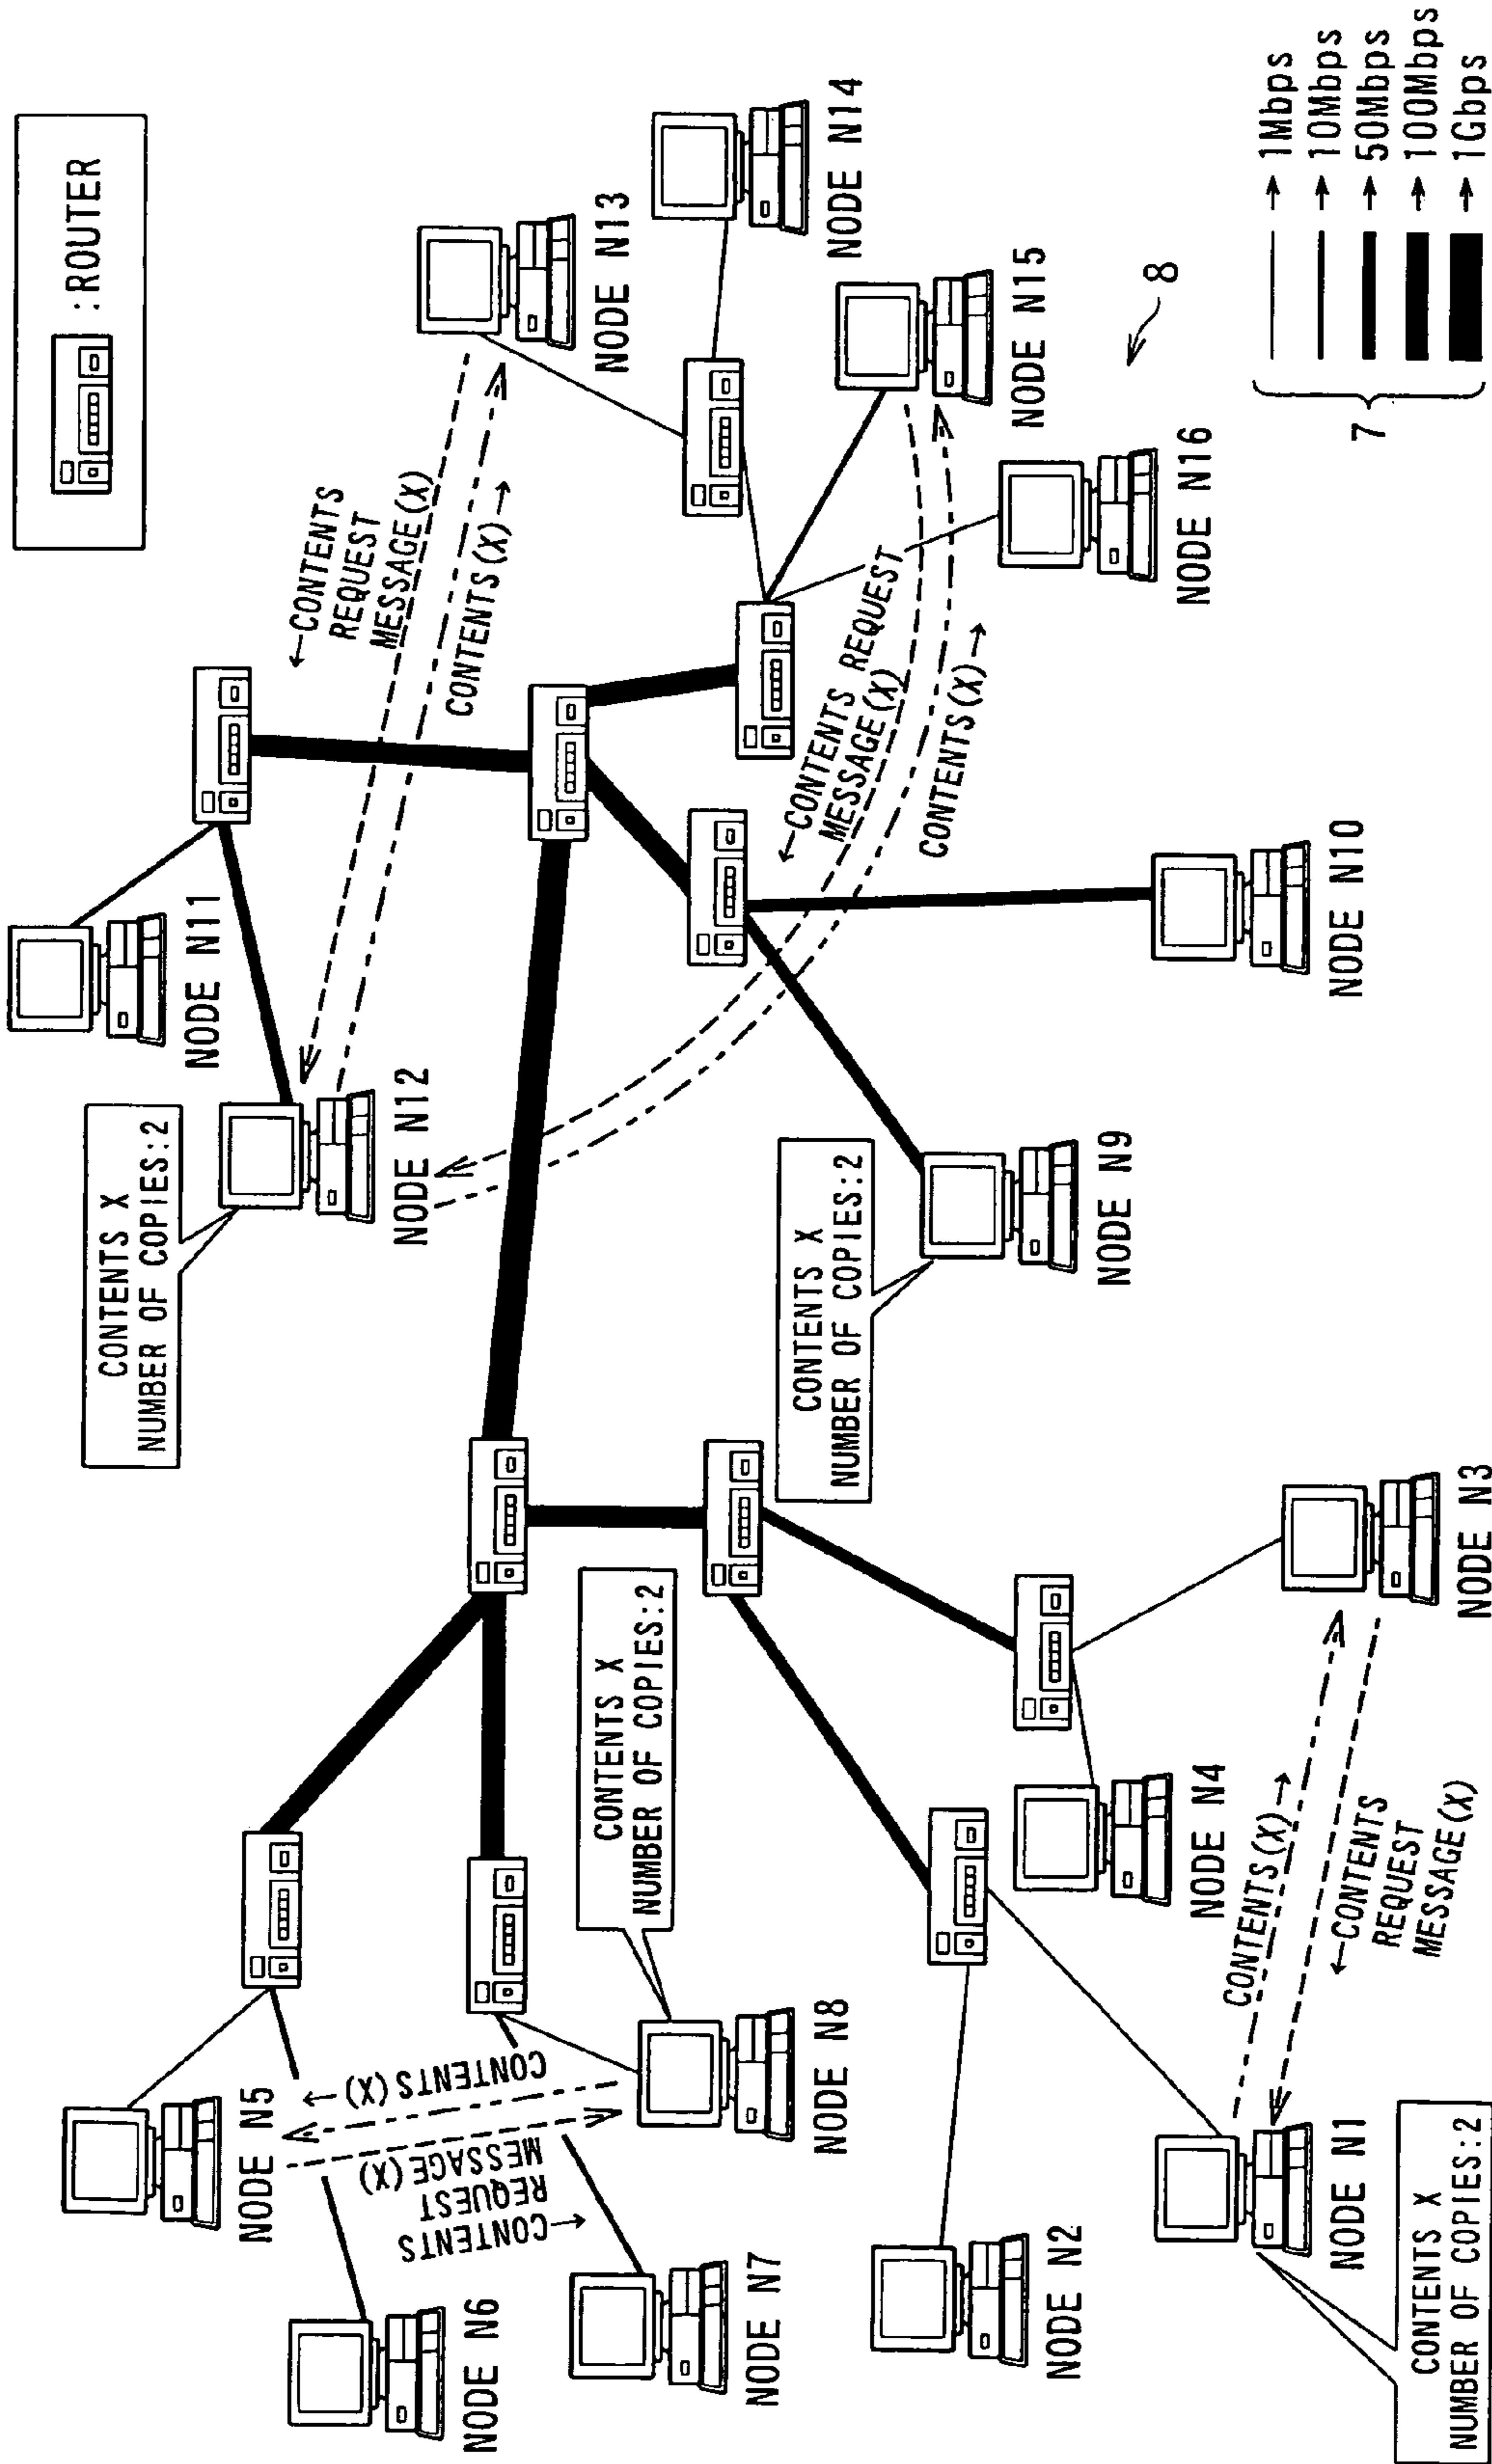 :ROUTER
CONTENTS X
NUMBER OF COPIES:2
NODE N11
NODE N12
←CONTENTS
REQUEST
MESSAGE(X)
CONTENTS(X)→
NODE N13
NODE N14
NODE N15
NODE N16
←CONTENTS REQUEST
MESSAGE(X)
CONTENTS(X)→
NODE N10
CONTENTS X
NUMBER OF COPIES:2
NODE N9
NODE N5
NODE N6
CONTENTS(X)→
←CONTENTS
REQUEST
MESSAGE(X)
NODE N7
NODE N8
CONTENTS X
NUMBER OF COPIES:2
NODE N2
NODE N4
NODE N3
CONTENTS(X)→
←CONTENTS
REQUEST
MESSAGE(X)
NODE N1
CONTENTS X
NUMBER OF COPIES:2
8
7
→ 1Mbps
→ 10Mbps
→ 50Mbps
→ 100Mbps
→ 1Gbps